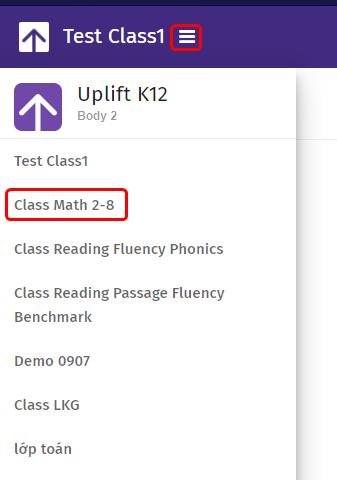 Test Class1
Uplift K12
Body 2
Test Class1
Class Math 2-8
Class Reading Fluency Phonics
Class Reading Passage Fluency
Benchmark
Demo 0907
Class LKG
lớp toán